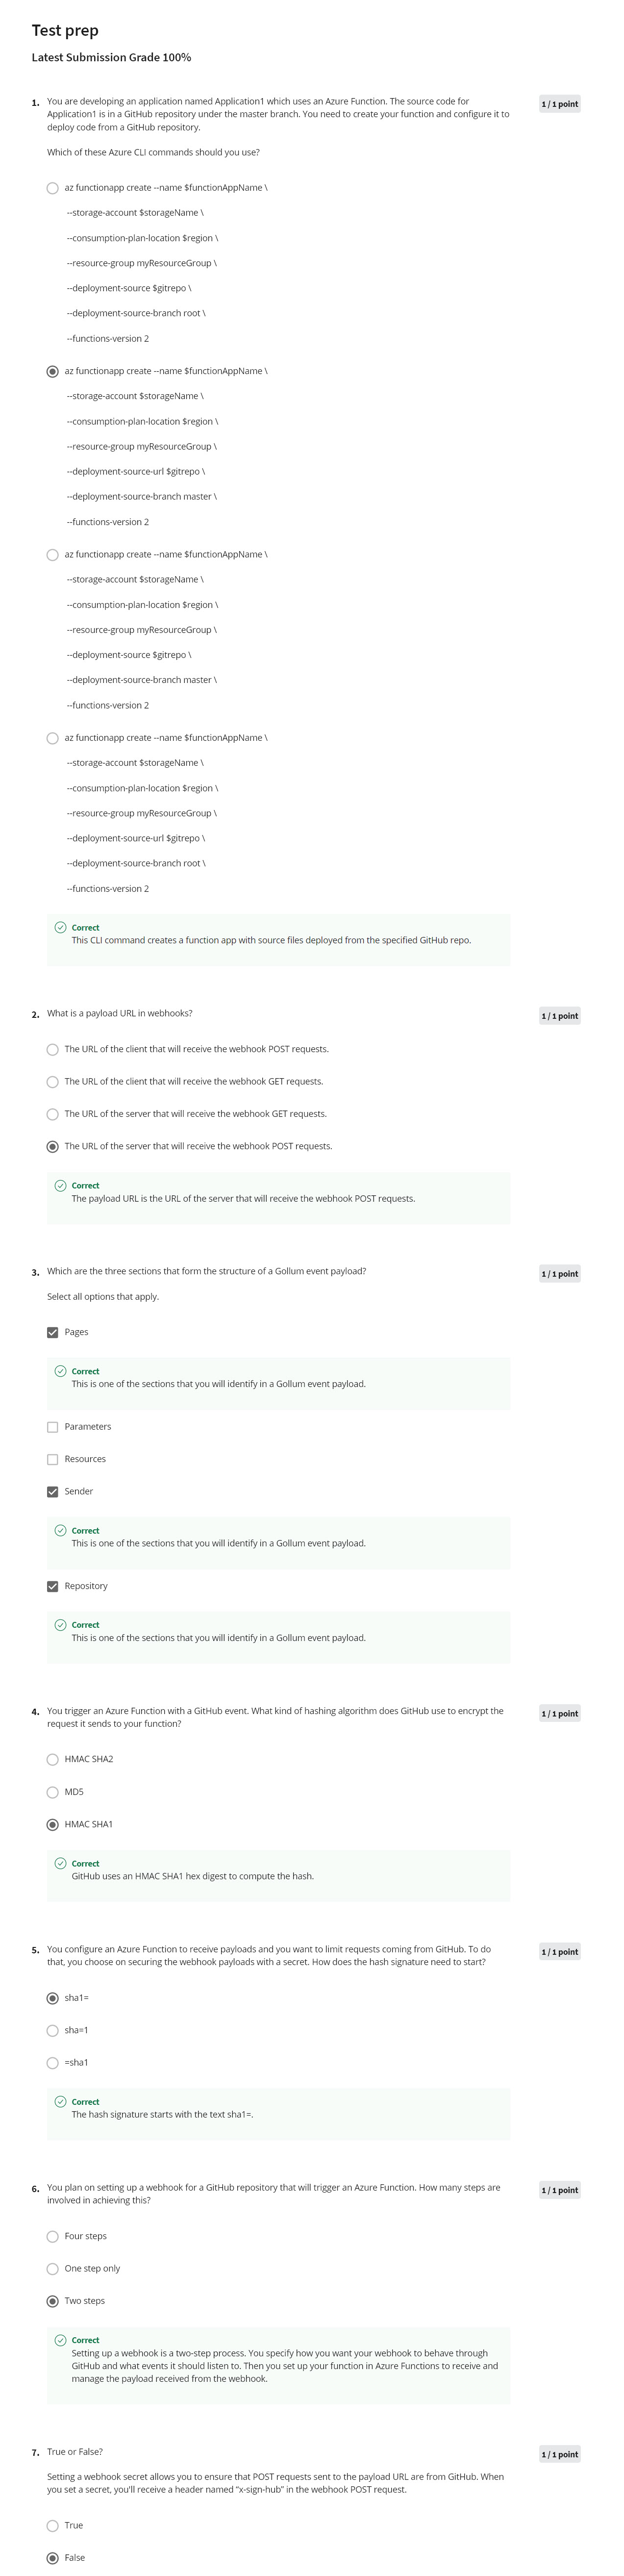 Test prep
Latest Submission Grade 100%
1. You are developing an application named Application1 which uses an Azure Function. The source code for
Application1 is in a GitHub repository under the master branch. You need to create your function and configure it to
deploy code from a GitHub repository.
1 / 1 point
Which of these Azure CLI commands should you use?
az functionapp create --name $functionAppName \
--storage-account $storageName \
--consumption-plan-location $region \
--resource-group myResourceGroup \
--deployment-source $gitrepo \
--deployment-source-branch root \
--functions-version 2
az functionapp create --name $functionAppName \
--storage-account $storageName \
--consumption-plan-location $region \
--resource-group myResourceGroup \
--deployment-source-url $gitrepo \
--deployment-source-branch master \
--functions-version 2
az functionapp create --name $functionAppName \
--storage-account $storageName \
--consumption-plan-location $region \
--resource-group myResourceGroup \
--deployment-source $gitrepo \
--deployment-source-branch master \
--functions-version 2
az functionapp create --name $functionAppName \
--storage-account $storageName \
--consumption-plan-location $region \
--resource-group myResourceGroup \
--deployment-source-url $gitrepo \
--deployment-source-branch root \
--functions-version 2
Correct
This CLI command creates a function app with source files deployed from the specified GitHub repo.
2. What is a payload URL in webhooks?
1 / 1 point
The URL of the client that will receive the webhook POST requests.
The URL of the client that will receive the webhook GET requests.
The URL of the server that will receive the webhook GET requests.
The URL of the server that will receive the webhook POST requests.
Correct
The payload URL is the URL of the server that will receive the webhook POST requests.
3. Which are the three sections that form the structure of a Gollum event payload?
1 / 1 point
Select all options that apply.
Pages
Correct
This is one of the sections that you will identify in a Gollum event payload.
Parameters
Resources
Sender
Correct
This is one of the sections that you will identify in a Gollum event payload.
Repository
Correct
This is one of the sections that you will identify in a Gollum event payload.
4. You trigger an Azure Function with a GitHub event. What kind of hashing algorithm does GitHub use to encrypt the
request it sends to your function?
1 / 1 point
HMAC SHA2
MD5
HMAC SHA1
Correct
GitHub uses an HMAC SHA1 hex digest to compute the hash.
5. You configure an Azure Function to receive payloads and you want to limit requests coming from GitHub. To do
that, you choose on securing the webhook payloads with a secret. How does the hash signature need to start?
1 / 1 point
sha1=
sha=1
=sha1
Correct
The hash signature starts with the text sha1=.
6. You plan on setting up a webhook for a GitHub repository that will trigger an Azure Function. How many steps are
involved in achieving this?
1 / 1 point
Four steps
One step only
Two steps
Correct
Setting up a webhook is a two-step process. You specify how you want your webhook to behave through
GitHub and what events it should listen to. Then you set up your function in Azure Functions to receive and
manage the payload received from the webhook.
7. True or False?
1 / 1 point
Setting a webhook secret allows you to ensure that POST requests sent to the payload URL are from GitHub. When
you set a secret, you'll receive a header named “x-sign-hub” in the webhook POST request.
True
False